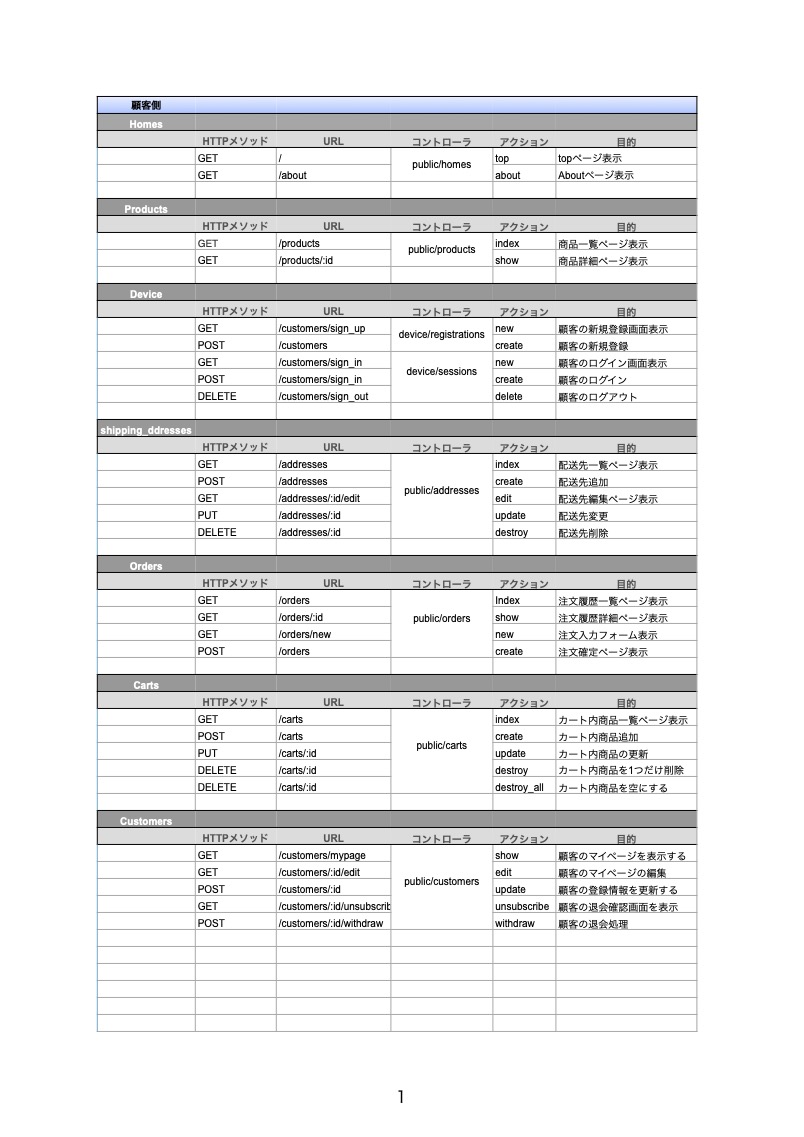 顧客側
Homes
HTTPメソッド URL コントローラ アクション 目的
GET / public/homes top topページ表示
GET /about about Aboutページ表示
Products
HTTPメソッド URL コントローラ アクション 目的
GET /products public/products index 商品一覧ページ表示
GET /products/:id show 商品詳細ページ表示
Device
HTTPメソッド URL コントローラ アクション 目的
GET /customers/sign_up device/registrations new 顧客の新規登録画面表示
POST /customers create 顧客の新規登録
GET /customers/sign_in device/sessions new 顧客のログイン画面表示
POST /customers/sign_in create 顧客のログイン
DELETE /customers/sign_out delete 顧客のログアウト
shipping_ddresses
HTTPメソッド URL コントローラ アクション 目的
GET /addresses public/addresses index 配送先一覧ページ表示
POST /addresses create 配送先追加
GET /addresses/:id/edit edit 配送先編集ページ表示
PUT /addresses/:id update 配送先変更
DELETE /addresses/:id destroy 配送先削除
Orders
HTTPメソッド URL コントローラ アクション 目的
GET /orders public/orders Index 注文履歴一覧ページ表示
GET /orders/:id show 注文履歴詳細ページ表示
GET /orders/new new 注文入力フォーム表示
POST /orders create 注文確定ページ表示
Carts
HTTPメソッド URL コントローラ アクション 目的
GET /carts public/carts index カート内商品一覧ページ表示
POST /carts create カート内商品追加
PUT /carts/:id update カート内商品の更新
DELETE /carts/:id destroy カート内商品を1つだけ削除
DELETE /carts/:id destroy_all カート内商品を空にする
Customers
HTTPメソッド URL コントローラ アクション 目的
GET /customers/mypage public/customers show 顧客のマイページを表示する
GET /customers/:id/edit edit 顧客のマイページの編集
POST /customers/:id update 顧客の登録情報を更新する
GET /customers/:id/unsubscrib unsubscribe 顧客の退会確認画面を表示
POST /customers/:id/withdraw withdraw 顧客の退会処理
1